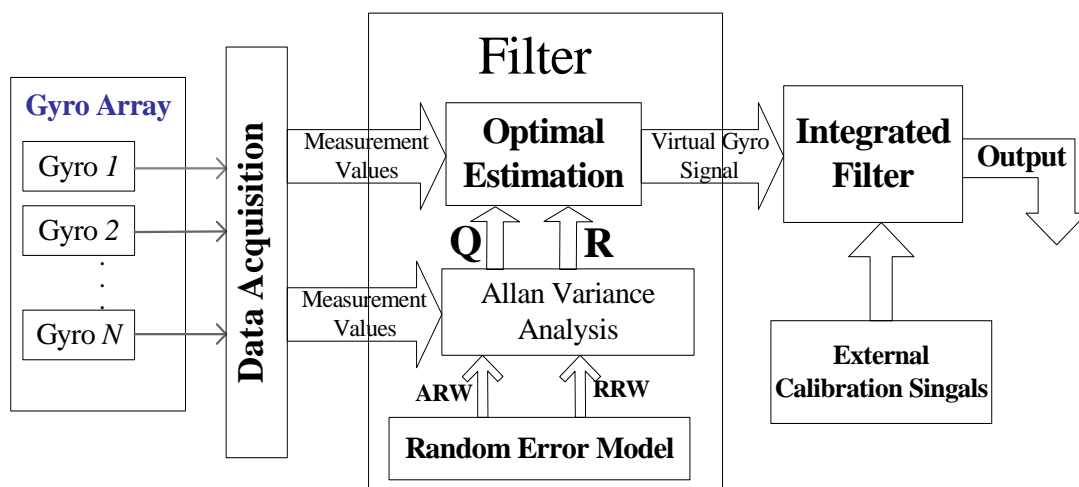 Filter
Gyro Array
Gyro 1
Gyro 2
Gyro N
Data Acquisition
Measurement
Values
Optimal
Estimation
Virtual Gyro
Signal
Integrated
Filter
Output
Q
R
Measurement
Values
Allan Variance
Analysis
ARW
RRW
Random Error Model
External
Calibration Singals